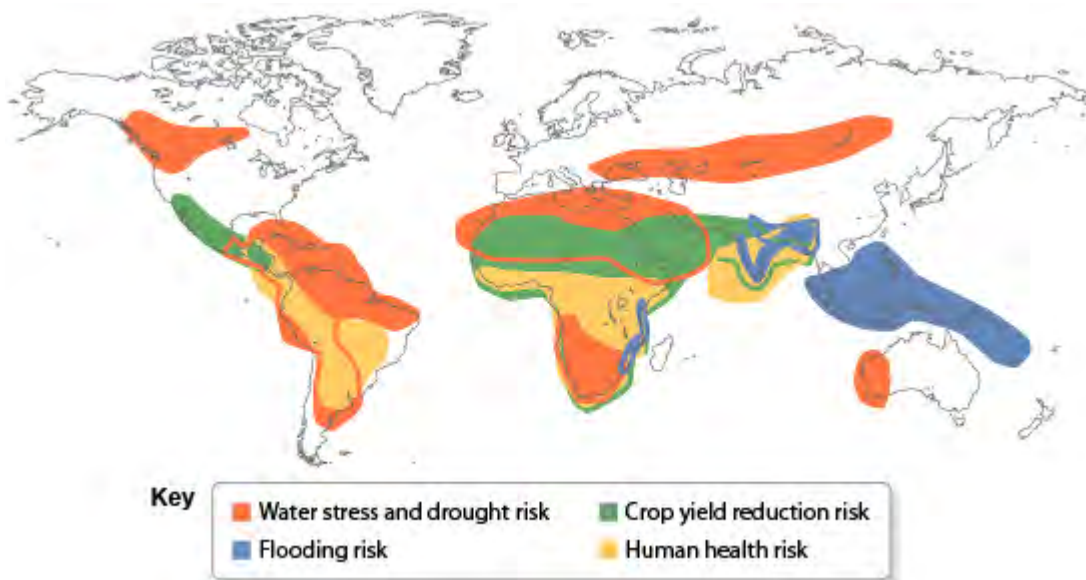 Key
Water stress and drought risk
Crop yield reduction risk
Flooding risk
Human health risk